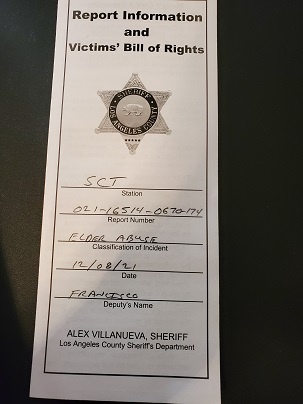 Report Information
and
Victims' Bill of Rights
SHERIFF
LOS ANGELES COUNTY
SCT
Station
021-16514-0670-174
Report Number
ELDER ABUSE
Classification of Incident
12/08/21
Date
FRANCISCO
Deputy's Name
ALEX VILLANUEVA, SHERIFF
Los Angeles County Sheriff's Department